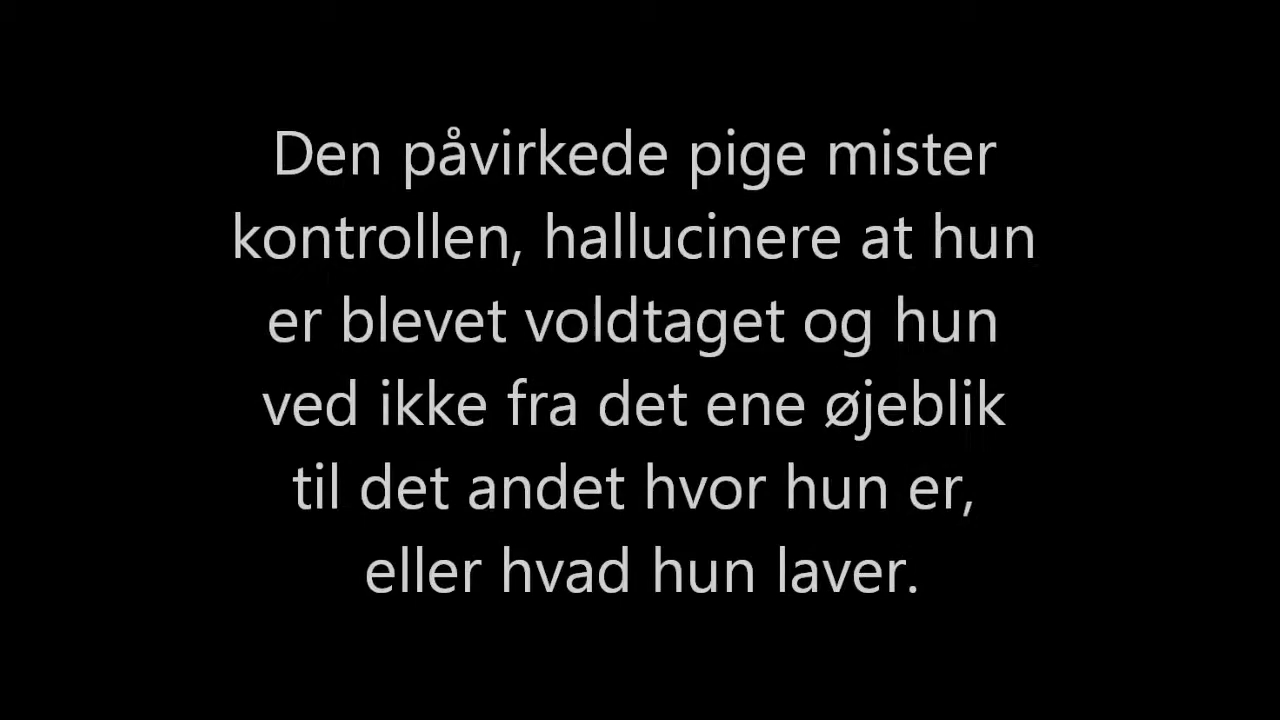 Den påvirkede pige mister
kontrollen, hallucinere at hun
er blevet voldtaget og hun
ved ikke fra det ene øjeblik
til det andet hvor hun er,
eller hvad hun laver.